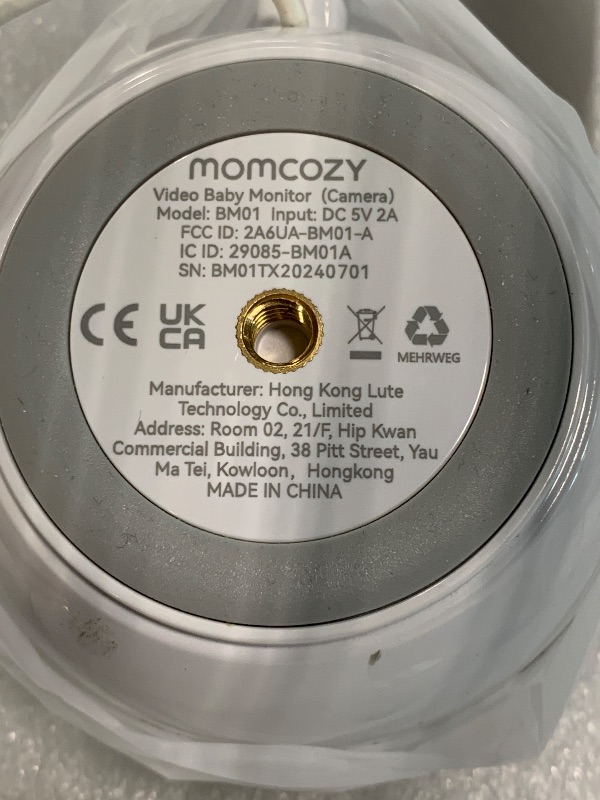 momcozy
Video Baby Monitor (Camera)
Model: BM01 Input: DC 5V 2A
FCC ID: 2A6UA-BM01-A
IC ID: 29085-BM01A
SN: BM01TX20240701
CE UK
CA
MEHRWEG
Manufacturer: Hong Kong Lute
Technology Co., Limited
Address: Room 02, 21/F, Hip Kwan
Commercial Building, 38 Pitt Street, Yau
Ma Tei, Kowloon, Hongkong
MADE IN CHINA